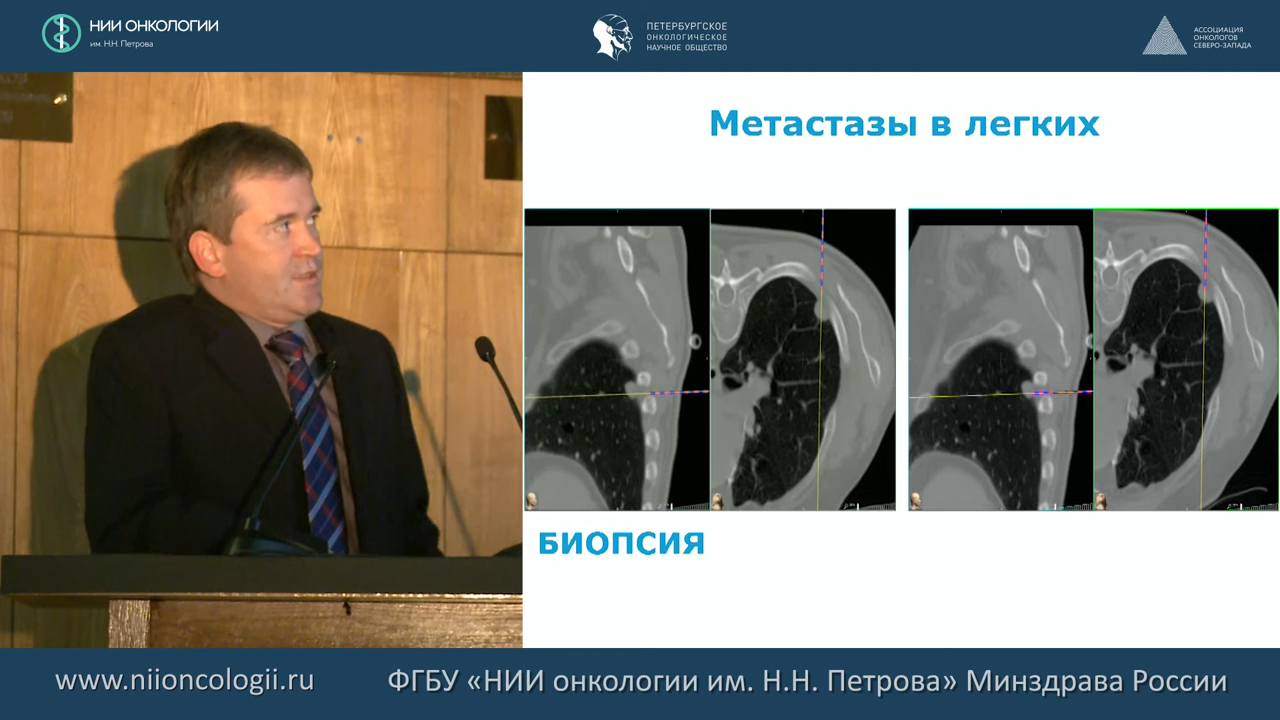 НИИ ОНКОЛОГИИ
им. Н.Н. Петрова
ПЕТЕРБУРГСКОЕ
ОНКОЛОГИЧЕСКОЕ
НАУЧНОЕ ОБЩЕСТВО
АССОЦИАЦИЯ
ОНКОЛОГОВ
СЕВЕРО-ЗАПАДА
Метастазы в легких
БИОПСИЯ
www.niioncologii.ru
ФГБУ «НИИ онкологии им. Н.Н. Петрова» Минздрава России